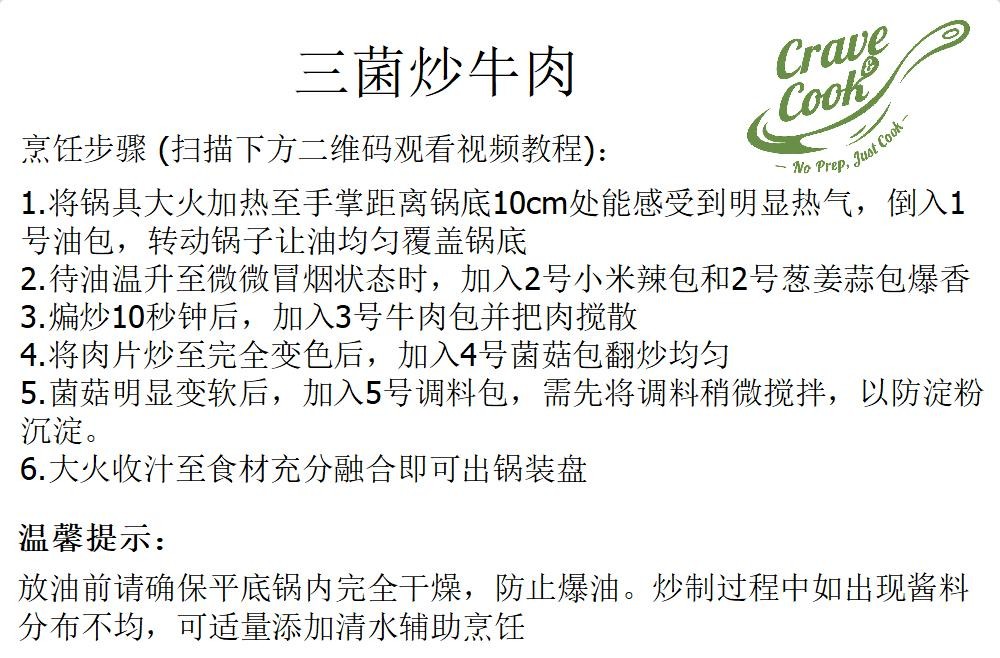 三菌炒牛肉
Crave
&
Cook
- No Prep, Just Cook -
烹饪步骤 (扫描下方二维码观看视频教程):
1.将锅具大火加热至手掌距离锅底10cm处能感受到明显热气，倒入1
号油包，转动锅子让油均匀覆盖锅底
2.待油温升至微微冒烟状态时，加入2号小米辣包和2号葱姜蒜包爆香
3.煸炒10秒钟后，加入3号牛肉包并把肉搅散
4.将肉片炒至完全变色后，加入4号菌菇包翻炒均匀
5.菌菇明显变软后，加入5号调料包，需先将调料稍微搅拌，以防淀粉
沉淀。
6.大火收汁至食材充分融合即可出锅装盘
温馨提示：
放油前请确保平底锅内完全干燥，防止爆油。炒制过程中如出现酱料
分布不均，可适量添加清水辅助烹饪